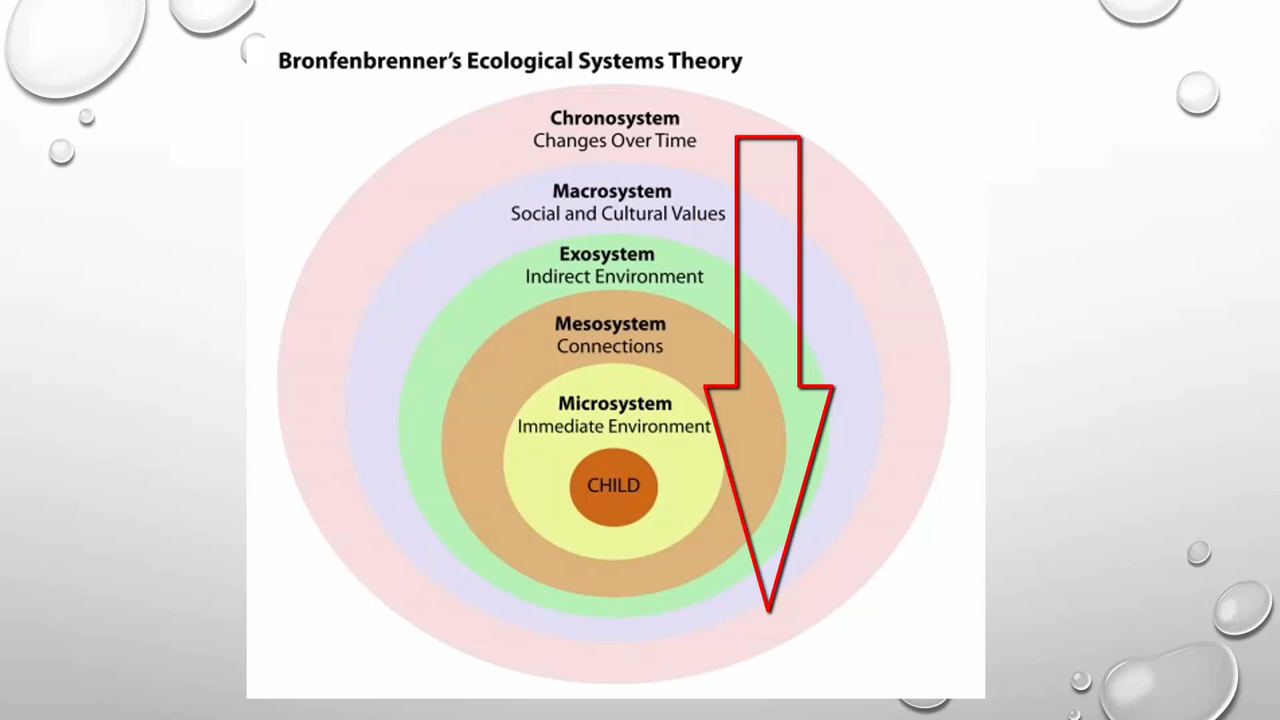 Bronfenbrenner’s Ecological Systems Theory
Chronosystem
Changes Over Time
Macrosystem
Social and Cultural Values
Exosystem
Indirect Environment
Mesosystem
Connections
Microsystem
Immediate Environment
CHILD